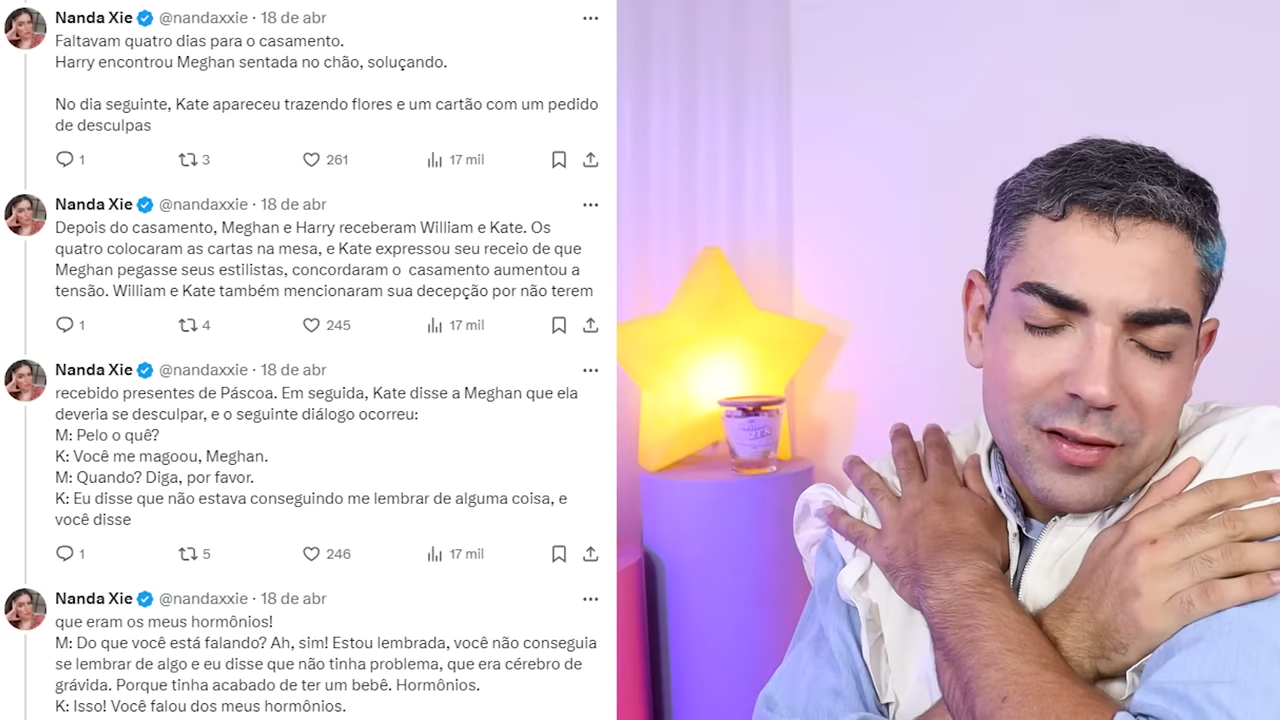 Nanda Xie @nandaxxie · 18 de abr
Faltavam quatro dias para o casamento.
Harry encontrou Meghan sentada no chão, soluçando.
No dia seguinte, Kate apareceu trazendo flores e um cartão com um pedido
de desculpas
1 3 261 17 mil
Nanda Xie @nandaxxie · 18 de abr
Depois do casamento, Meghan e Harry receberam William e Kate. Os
quatro colocaram as cartas na mesa, e Kate expressou seu receio de que
Meghan pegasse seus estilistas, concordaram o casamento aumentou a
tensão. William e Kate também mencionaram sua decepção por não terem
1 4 245 17 mil
Nanda Xie @nandaxxie · 18 de abr
recebido presentes de Páscoa. Em seguida, Kate disse a Meghan que ela
deveria se desculpar, e o seguinte diálogo ocorreu:
M: Pelo o quê?
K: Você me magoou, Meghan.
M: Quando? Diga, por favor.
K: Eu disse que não estava conseguindo me lembrar de alguma coisa, e
você disse
1 5 246 17 mil
Nanda Xie @nandaxxie · 18 de abr
que eram os meus hormônios!
M: Do que você está falando? Ah, sim! Estou lembrada, você não conseguia
se lembrar de algo e eu disse que não tinha problema, que era cérebro de
grávida. Porque tinha acabado de ter um bebê. Hormônios.
K: Isso! Você falou dos meus hormônios.